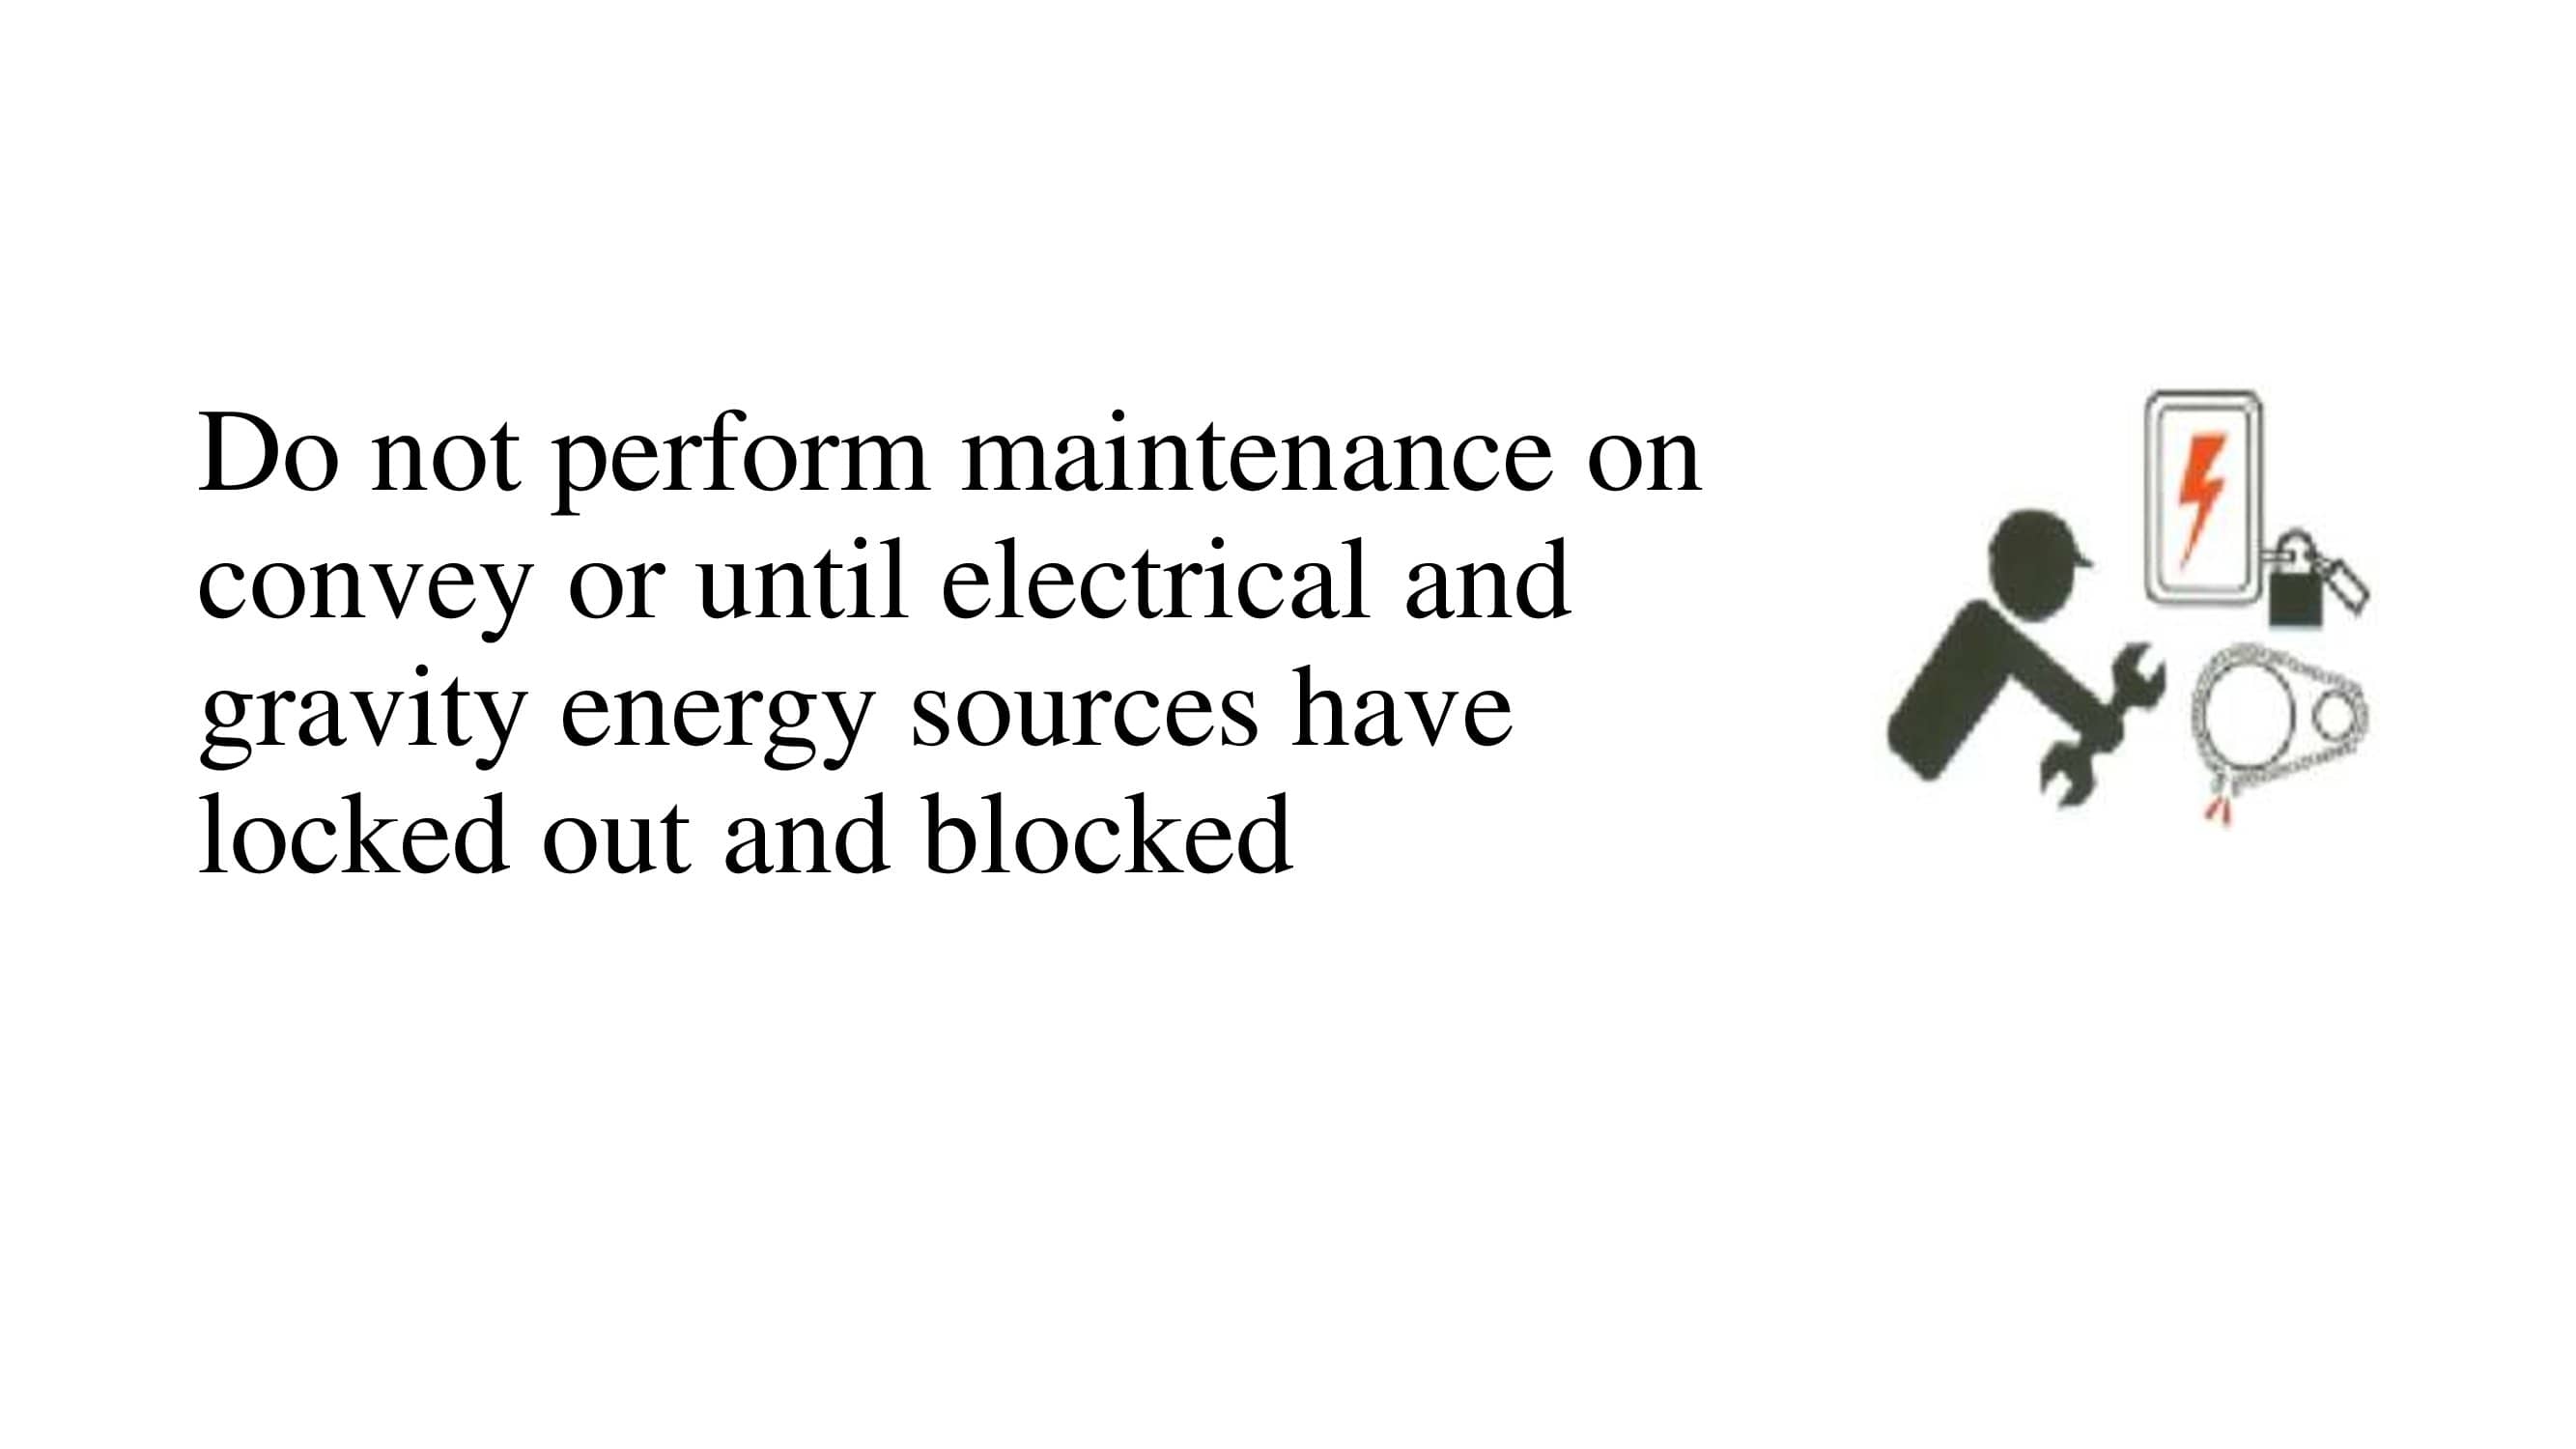 Do not perform maintenance on
convey or until electrical and
gravity energy sources have
locked out and blocked